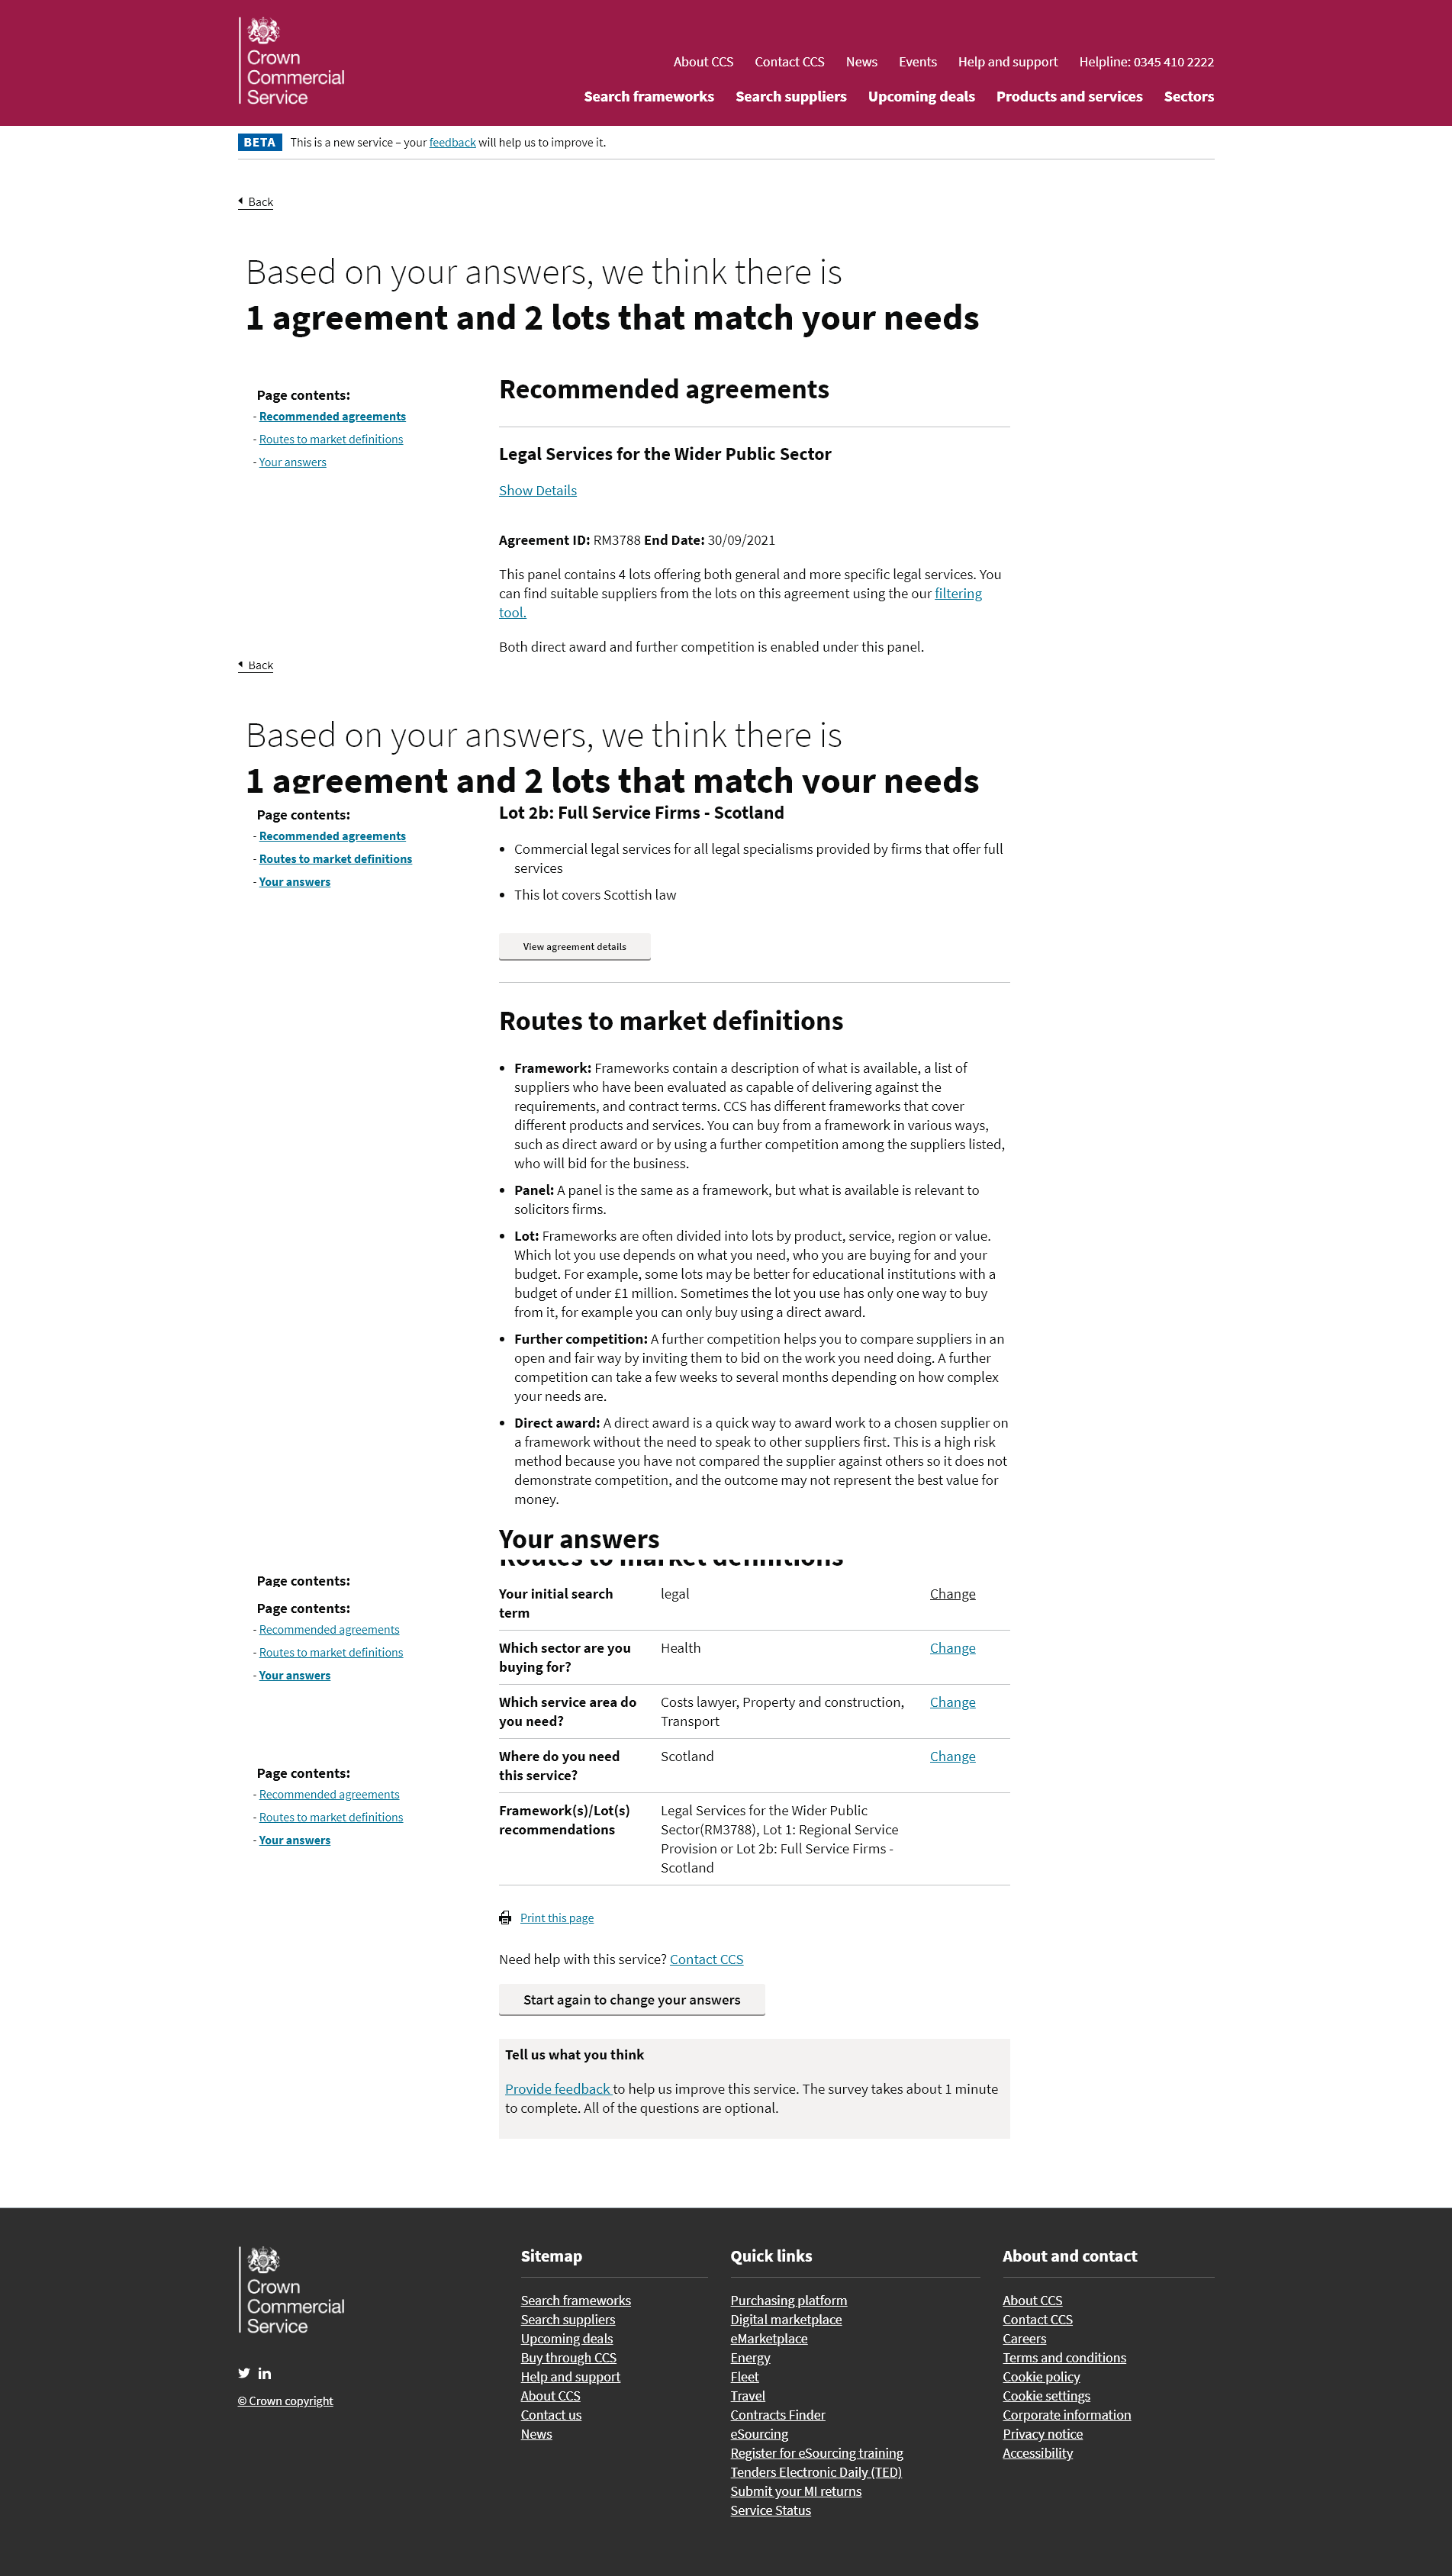 Crown
Commercial
Service
About CCS Contact CCS News Events Help and support Helpline: 0345 410 2222
Search frameworks Search suppliers Upcoming deals Products and services Sectors
BETA This is a new service – your feedback will help us to improve it.
Back
Based on your answers, we think there is
1 agreement and 2 lots that match your needs
Page contents:
- Recommended agreements
- Routes to market definitions
- Your answers
Recommended agreements
Legal Services for the Wider Public Sector
Show Details
Agreement ID: RM3788 End Date: 30/09/2021
This panel contains 4 lots offering both general and more specific legal services. You
can find suitable suppliers from the lots on this agreement using the our filtering
tool.
Both direct award and further competition is enabled under this panel.
Back
Based on your answers, we think there is
1 agreement and 2 lots that match your needs
Page contents:
- Recommended agreements
- Routes to market definitions
- Your answers
Lot 2b: Full Service Firms - Scotland
• Commercial legal services for all legal specialisms provided by firms that offer full
services
• This lot covers Scottish law
View agreement details
Routes to market definitions
• Framework: Frameworks contain a description of what is available, a list of
suppliers who have been evaluated as capable of delivering against the
requirements, and contract terms. CCS has different frameworks that cover
different products and services. You can buy from a framework in various ways,
such as direct award or by using a further competition among the suppliers listed,
who will bid for the business.
• Panel: A panel is the same as a framework, but what is available is relevant to
solicitors firms.
• Lot: Frameworks are often divided into lots by product, service, region or value.
Which lot you use depends on what you need, who you are buying for and your
budget. For example, some lots may be better for educational institutions with a
budget of under £1 million. Sometimes the lot you use has only one way to buy
from it, for example you can only buy using a direct award.
• Further competition: A further competition helps you to compare suppliers in an
open and fair way by inviting them to bid on the work you need doing. A further
competition can take a few weeks to several months depending on how complex
your needs are.
• Direct award: A direct award is a quick way to award work to a chosen supplier on
a framework without the need to speak to other suppliers first. This is a high risk
method because you have not compared the supplier against others so it does not
demonstrate competition, and the outcome may not represent the best value for
money.
Your answers
Routes to market definitions
Page contents:
Page contents:
- Recommended agreements
- Routes to market definitions
- Your answers
Page contents:
- Recommended agreements
- Routes to market definitions
- Your answers
Your initial search legal Change
term
Which sector are you Health Change
buying for?
Which service area do Costs lawyer, Property and construction, Change
you need? Transport
Where do you need Scotland Change
this service?
Framework(s)/Lot(s) Legal Services for the Wider Public
recommendations Sector(RM3788), Lot 1: Regional Service
Provision or Lot 2b: Full Service Firms -
Scotland
Print this page
Need help with this service? Contact CCS
Start again to change your answers
Tell us what you think
Provide feedback to help us improve this service. The survey takes about 1 minute
to complete. All of the questions are optional.
Crown
Commercial
Service
© Crown copyright
Sitemap
Search frameworks
Search suppliers
Upcoming deals
Buy through CCS
Help and support
About CCS
Contact us
News
Quick links
Purchasing platform
Digital marketplace
eMarketplace
Energy
Fleet
Travel
Contracts Finder
eSourcing
Register for eSourcing training
Tenders Electronic Daily (TED)
Submit your MI returns
Service Status
About and contact
About CCS
Contact CCS
Careers
Terms and conditions
Cookie policy
Cookie settings
Corporate information
Privacy notice
Accessibility